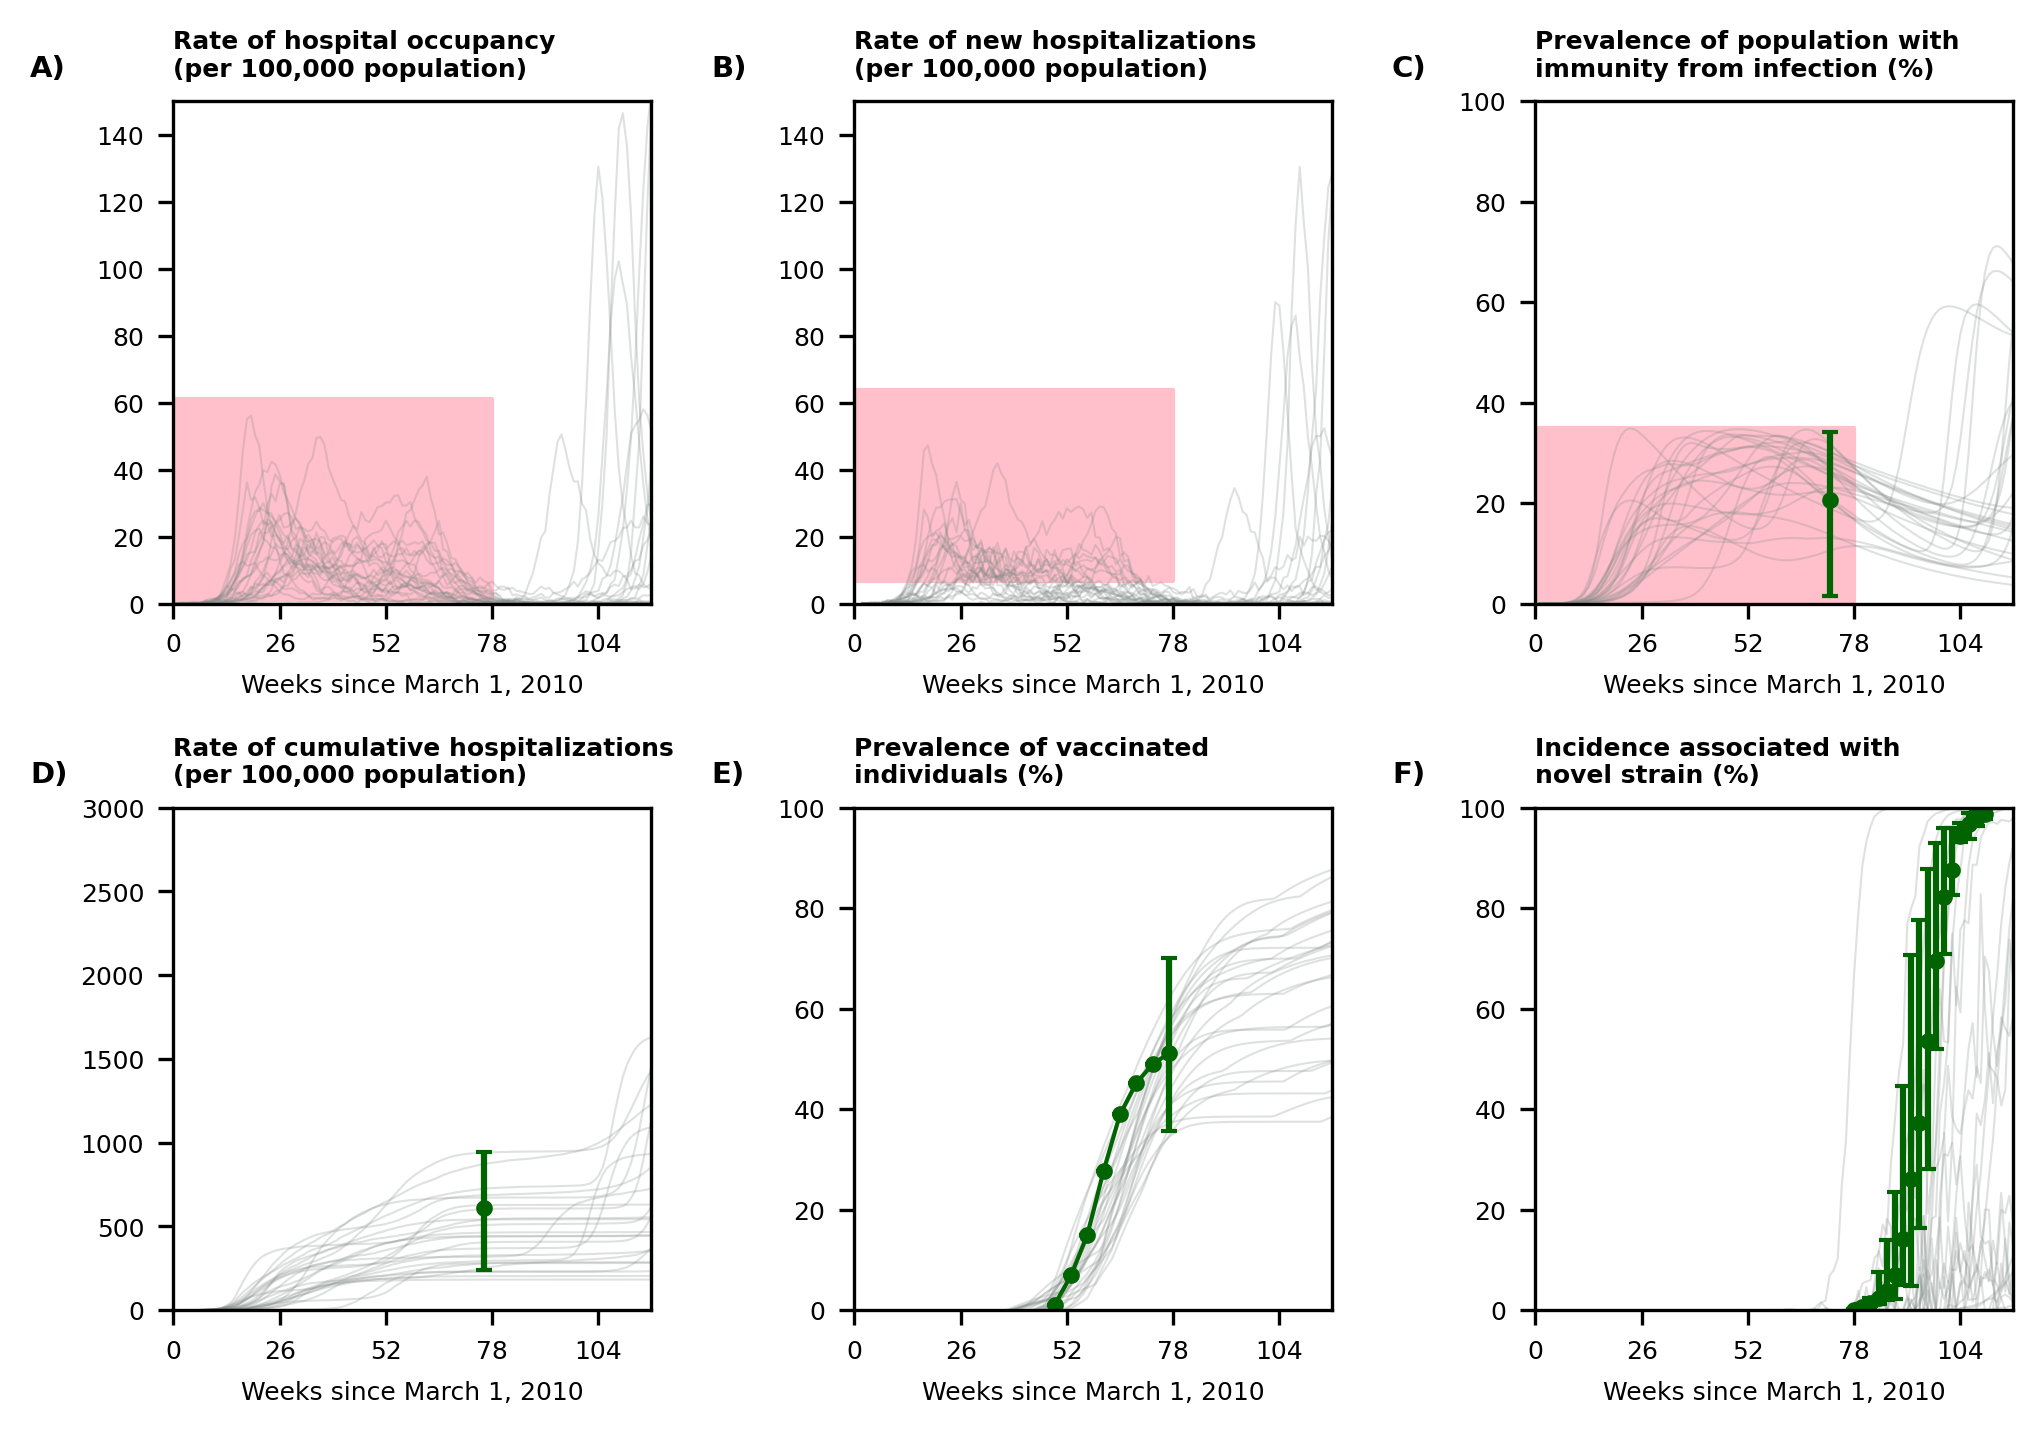 A)
Rate of hospital occupancy
(per 100,000 population)
140
120
100
80
60
40
20
0
0 26 52 78 104
Weeks since March 1, 2010
B)
Rate of new hospitalizations
(per 100,000 population)
140
120
100
80
60
40
20
0
0 26 52 78 104
Weeks since March 1, 2010
C)
Prevalence of population with
immunity from infection (%)
100
80
60
40
20
0
0 26 52 78 104
Weeks since March 1, 2010
D)
Rate of cumulative hospitalizations
(per 100,000 population)
3000
2500
2000
1500
1000
500
0
0 26 52 78 104
Weeks since March 1, 2010
E)
Prevalence of vaccinated
individuals (%)
100
80
60
40
20
0
0 26 52 78 104
Weeks since March 1, 2010
F)
Incidence associated with
novel strain (%)
100
80
60
40
20
0
0 26 52 78 104
Weeks since March 1, 2010